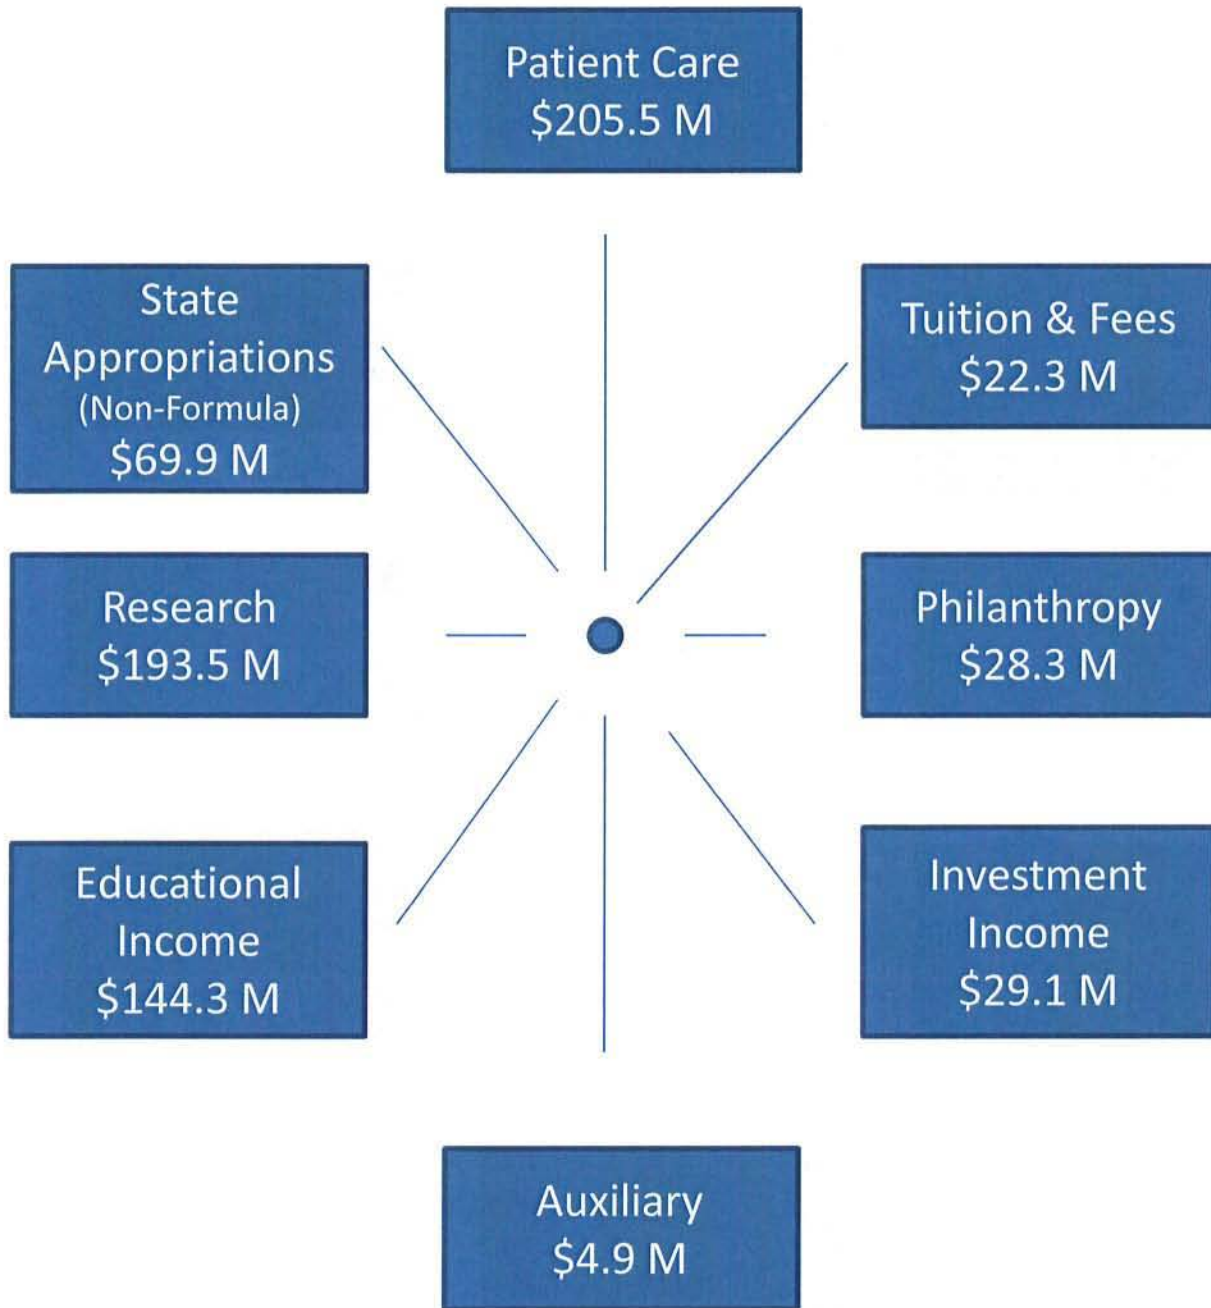 Patient Care
$205.5 M
State
Appropriations
(Non-Formula)
$69.9 M
Tuition & Fees
$22.3 M
Research
$193.5 M
Philanthropy
$28.3 M
Educational
Income
$144.3 M
Investment
Income
$29.1 M
Auxiliary
$4.9 M